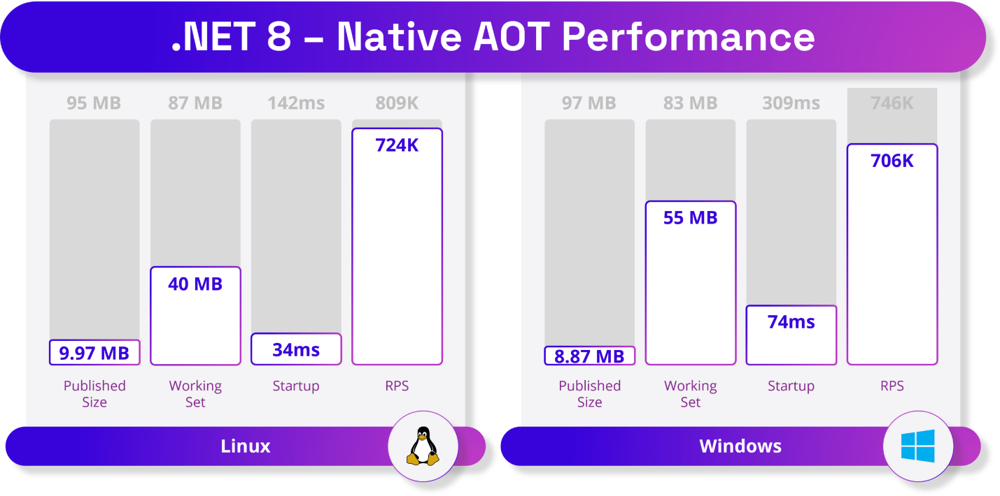 .NET 8 – Native AOT Performance
95 MB
87 MB
142ms
809K
9.97 MB
40 MB
34ms
724K
Published
Size
Working
Set
Startup
RPS
Linux
97 MB
83 MB
309ms
746K
8.87 MB
55 MB
74ms
706K
Published
Size
Working
Set
Startup
RPS
Windows